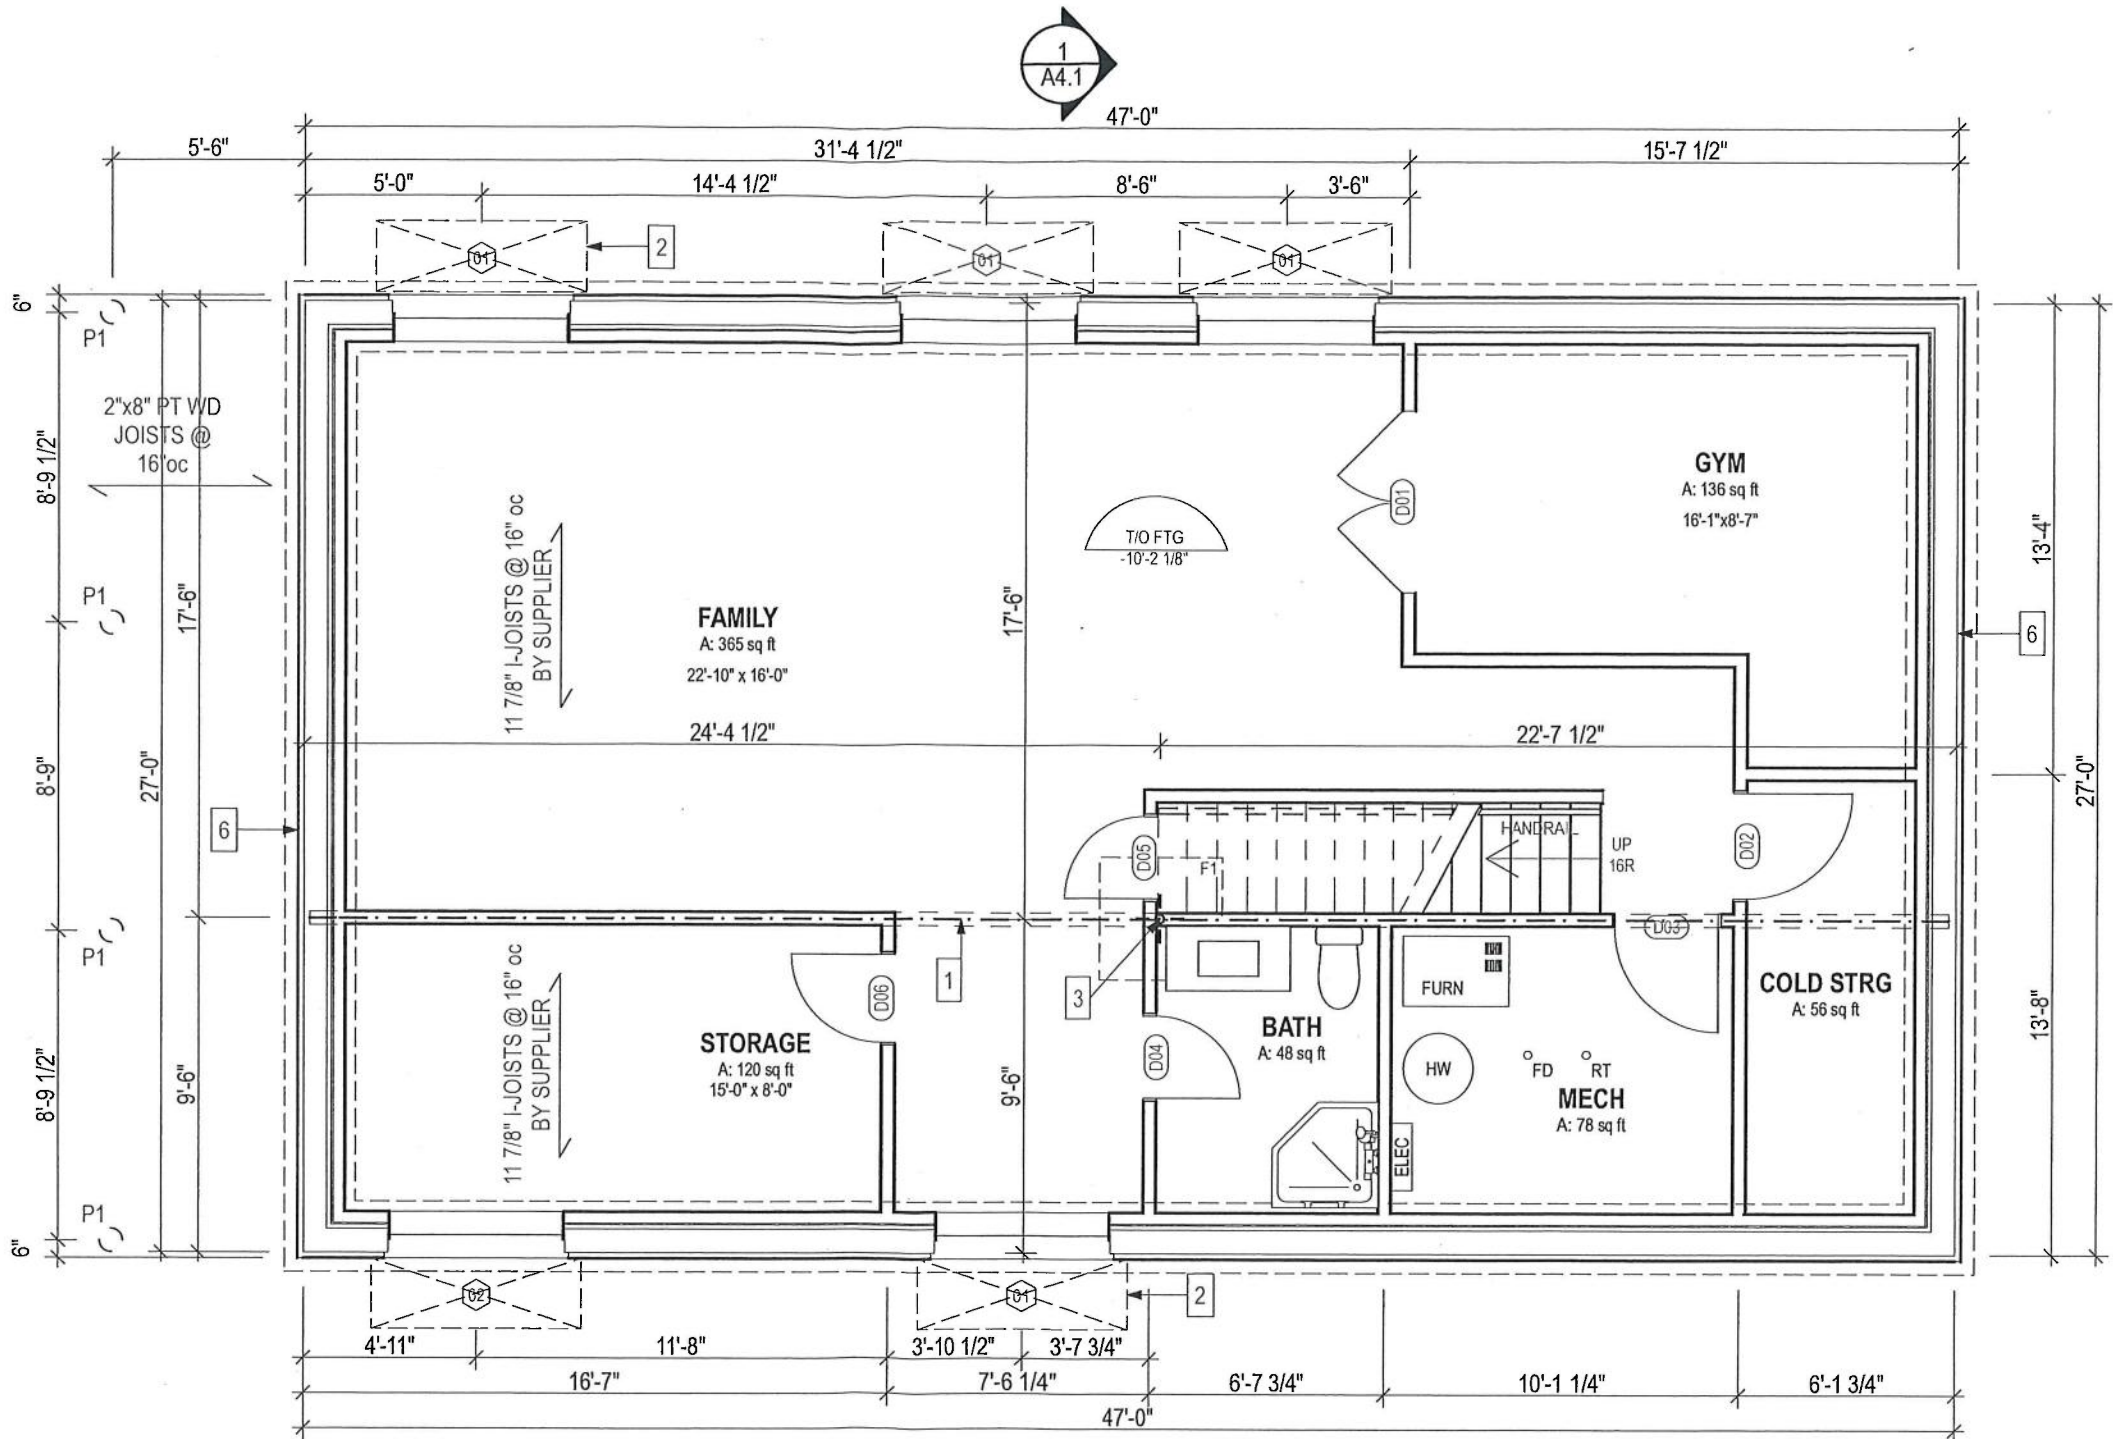 1
A4.1
47'-0"
5'-6"
31'-4 1/2"
15'-7 1/2"
5'-0"
14'-4 1/2"
8'-6"
3'-6"
01
2
01
01
6"
P1
2"x8" PT WD
JOISTS @
16"oc
8'-9 1/2"
P1
17'-6"
27'-0"
8'-9"
6
P1
8'-9 1/2"
9'-6"
P1
6"
11 7/8" I-JOISTS @ 16" oc
BY SUPPLIER
FAMILY
A: 365 sq ft
22'-10" x 16'-0"
17'-6"
T/O FTG
-10'-2 1/8"
D01
GYM
A: 136 sq ft
16'-1"x8'-7"
13'-4"
6
24'-4 1/2"
22'-7 1/2"
27'-0"
D05
F1
HANDRAIL
UP
16R
D02
D03
1
3
11 7/8" I-JOISTS @ 16" oc
BY SUPPLIER
STORAGE
A: 120 sq ft
15'-0" x 8'-0"
D06
9'-6"
D04
BATH
A: 48 sq ft
FURN
HW
FD
RT
MECH
A: 78 sq ft
ELEC
COLD STRG
A: 56 sq ft
13'-8"
02
01
2
4'-11"
11'-8"
3'-10 1/2"
3'-7 3/4"
16'-7"
7'-6 1/4"
6'-7 3/4"
10'-1 1/4"
6'-1 3/4"
47'-0"